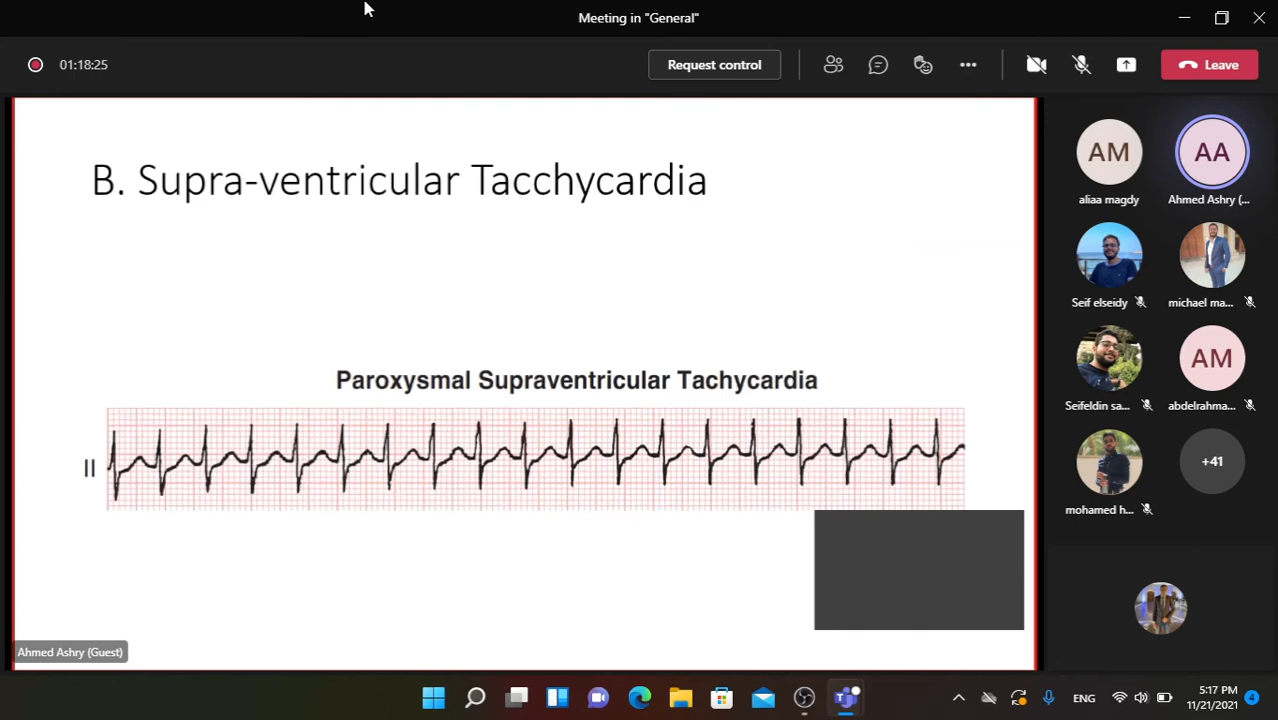 Meeting in "General"
01:18:25
Request control
Leave
B. Supra-ventricular Tacchycardia
Paroxysmal Supraventricular Tachycardia
II
AM
aliaa magdy
AA
Ahmed Ashry (...
Seif elseidy
michael ma...
Seifeldin sa...
AM
abdelrahma...
mohamed h...
+41
Ahmed Ashry (Guest)
ENG
5:17 PM
11/21/2021
4